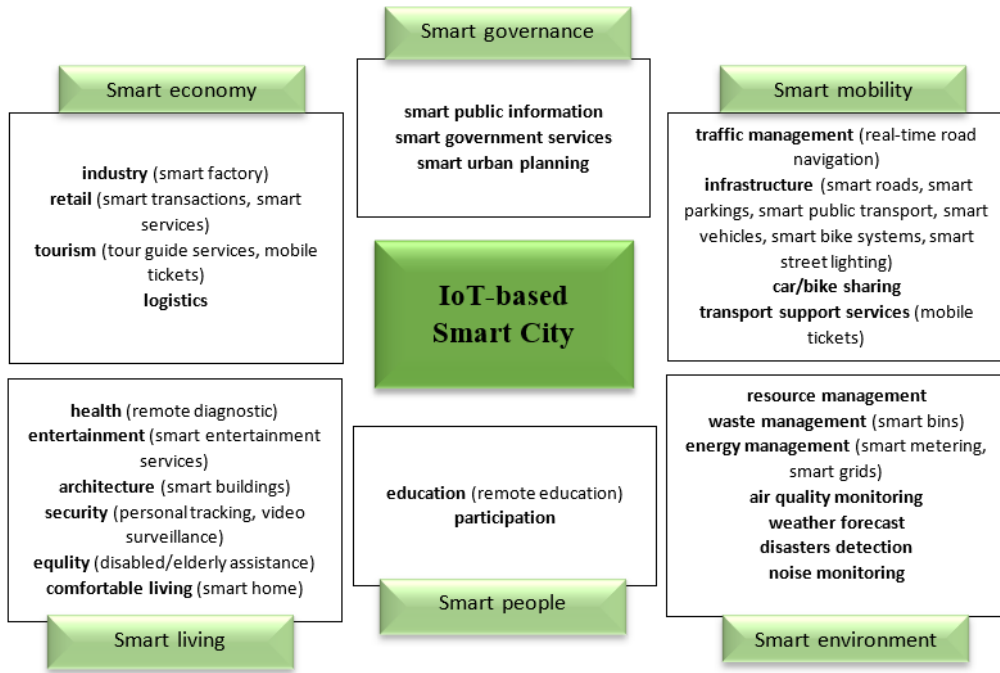 Smart governance
smart public information
smart government services
smart urban planning
Smart economy
industry (smart factory)
retail (smart transactions, smart
services)
tourism (tour guide services, mobile
tickets)
logistics
Smart mobility
traffic management (real-time road
navigation)
infrastructure (smart roads, smart
parkings, smart public transport, smart
vehicles, smart bike systems, smart
street lighting)
car/bike sharing
transport support services (mobile
tickets)
IoT-based
Smart City
health (remote diagnostic)
entertainment (smart entertainment
services)
architecture (smart buildings)
security (personal tracking, video
surveillance)
equlity (disabled/elderly assistance)
comfortable living (smart home)
Smart living
education (remote education)
participation
Smart people
resource management
waste management (smart bins)
energy management (smart metering,
smart grids)
air quality monitoring
weather forecast
disasters detection
noise monitoring
Smart environment